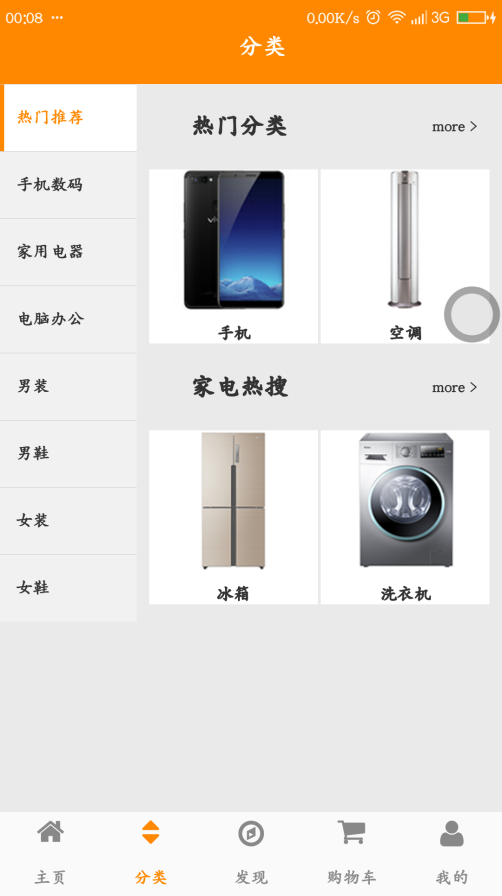 00:08 ··· 0.00K/s 3G
分类
热门推荐
手机数码
家用电器
电脑办公
男装
男鞋
女装
女鞋
热门分类 more >
手机 空调
家电热搜 more >
冰箱 洗衣机
主页 分类 发现 购物车 我的